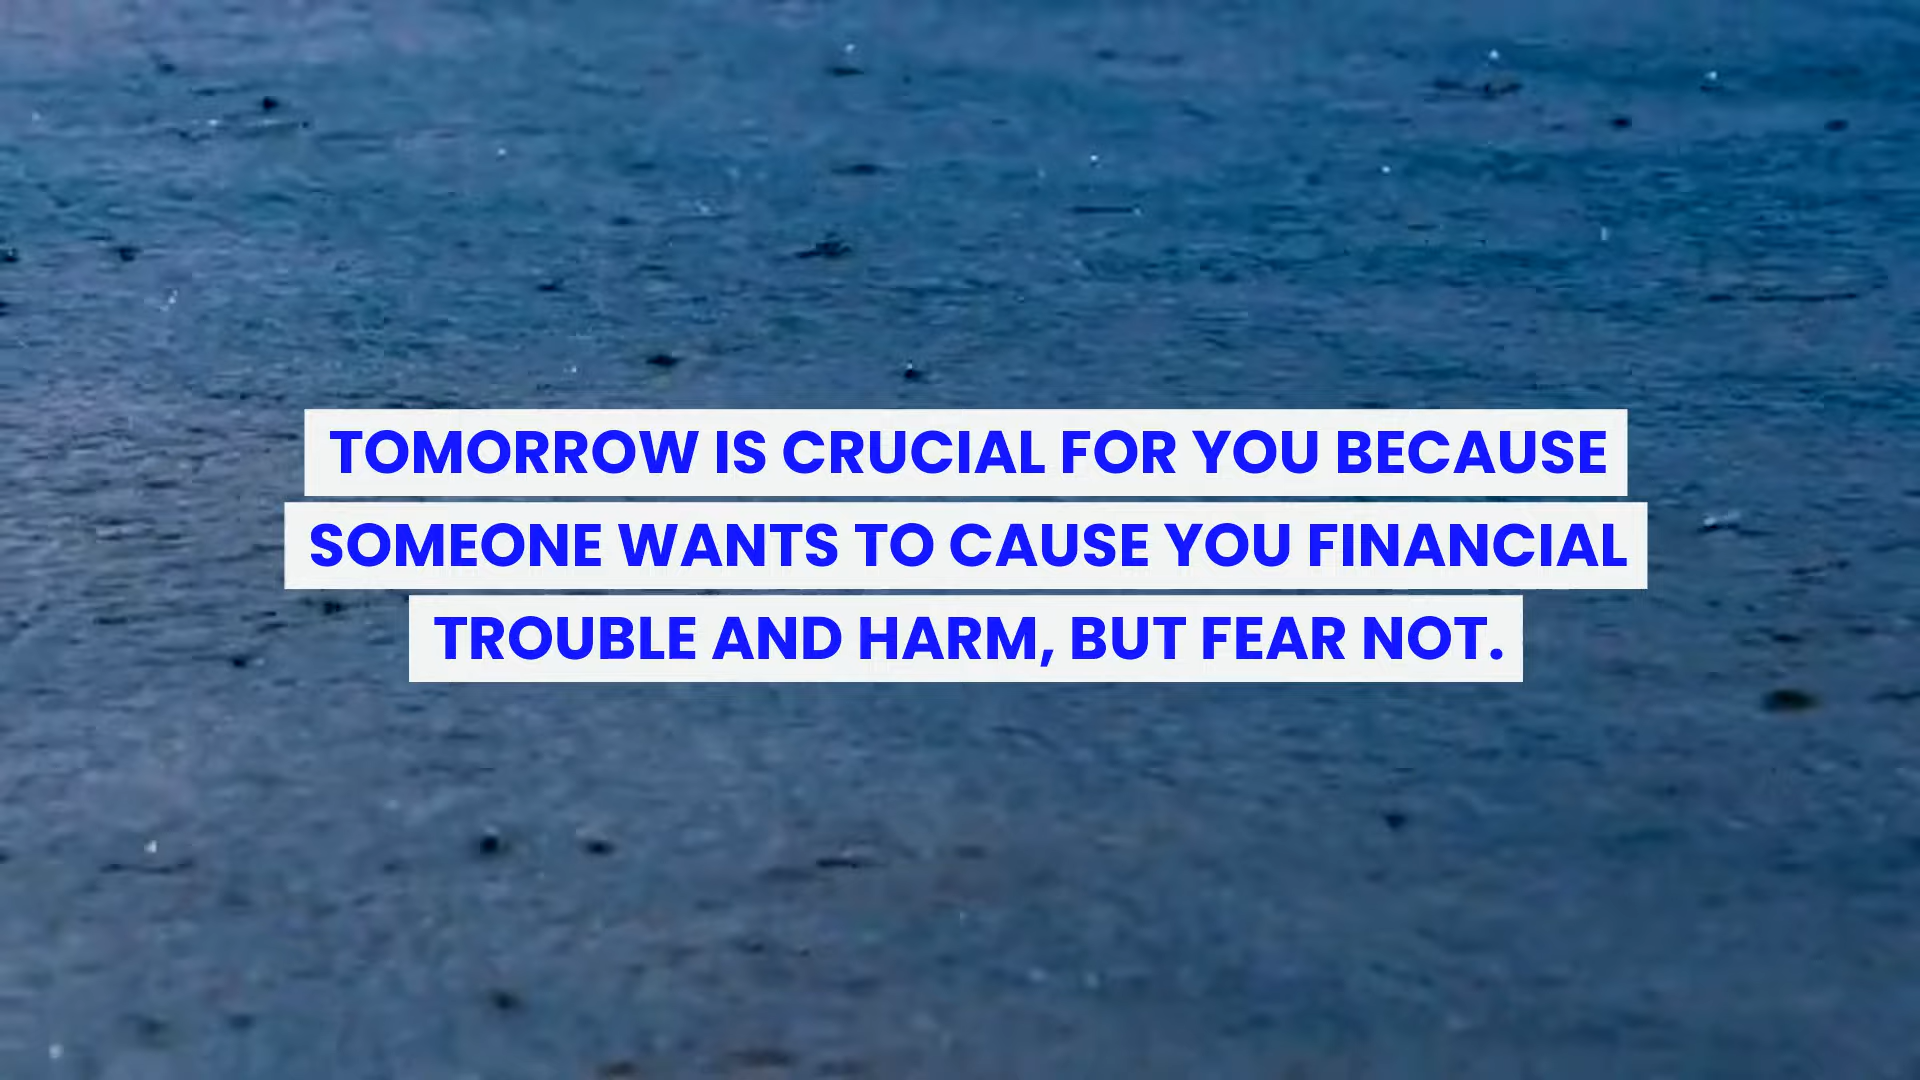 TOMORROW IS CRUCIAL FOR YOU BECAUSE
SOMEONE WANTS TO CAUSE YOU FINANCIAL
TROUBLE AND HARM, BUT FEAR NOT.